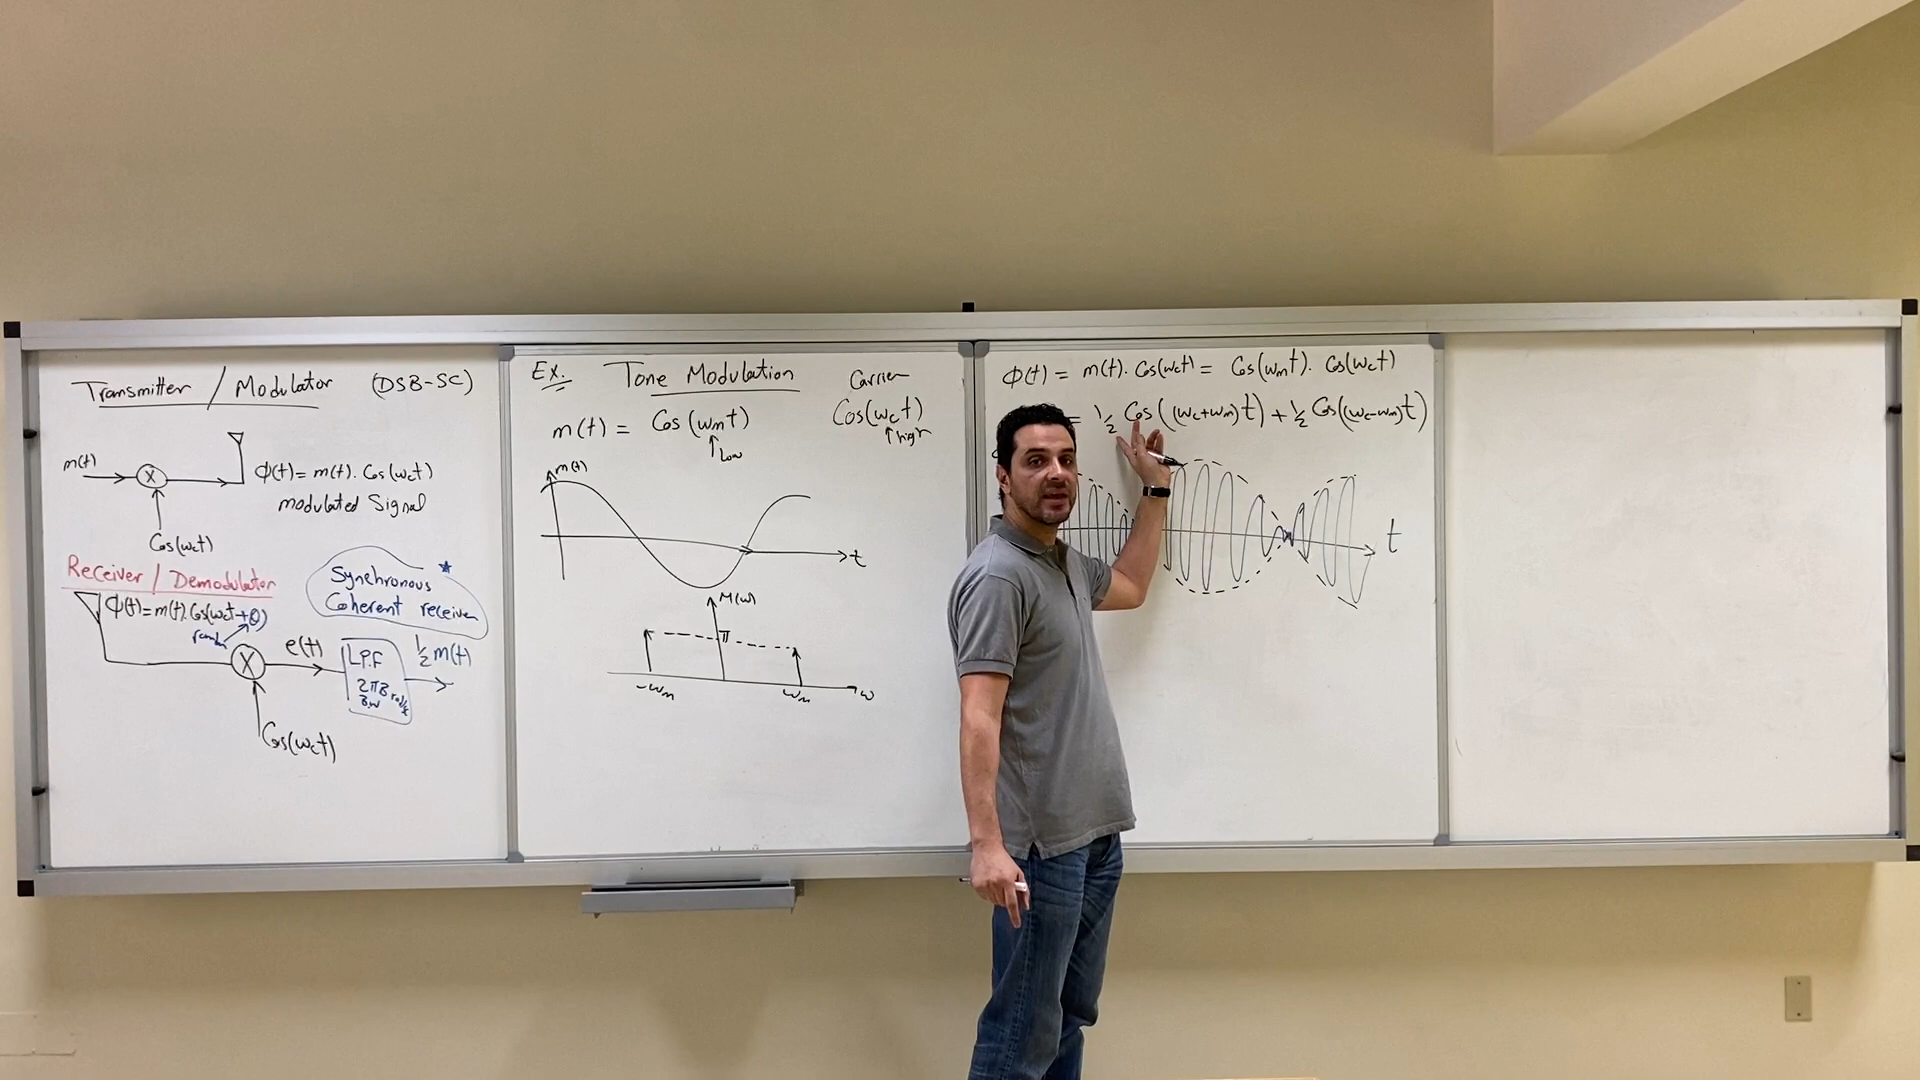 Transmitter / Modulator (DSB-SC)
m(t)
X
ϕ(t) = m(t). Cos(ωct)
modulated Signal
Cos(ωct)
Receiver / Demodulator
ϕ(t) = m(t). Cos(ωct+θ)
Synchronous
Coherent receiver
X
e(t)
L.P.F
2πB rad/s
B.W
½ m(t)
Cos(ωct)
Ex. Tone Modulation
Carrier
m(t) = Cos(ωmt)
Low
Cos(ωct)
high
m(t)
t
M(ω)
π
-ωm
ωm
ω
ϕ(t) = m(t). Cos(ωct) = Cos(ωmt). Cos(ωct)
= ½ Cos((ωc+ωm)t) + ½ Cos((ωc-ωm)t)
t